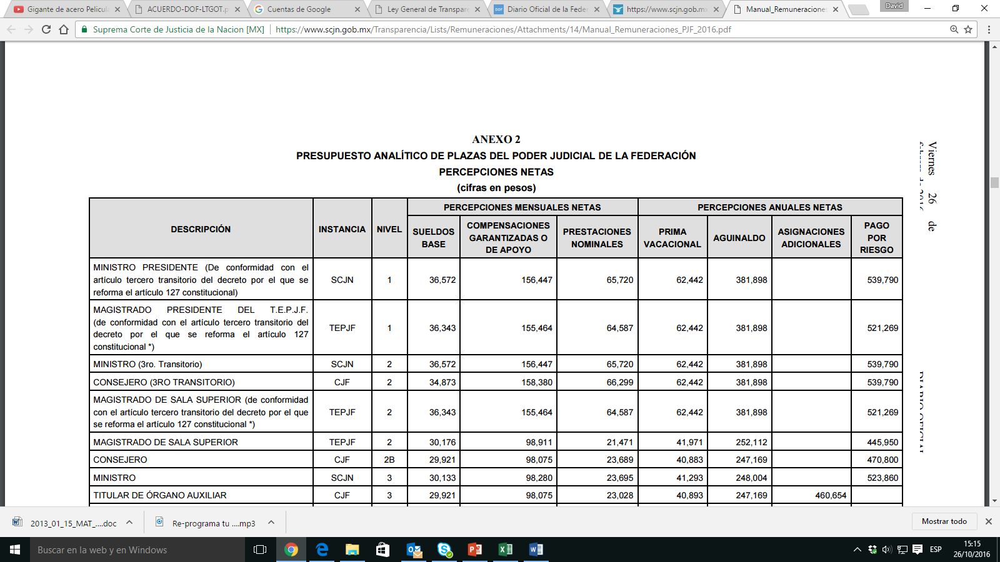 Gigante de acero Pelicula
ACUERDO-DOF-LTGOT.p
Cuentas de Google
Ley General de Transpare
Diario Oficial de la Feder
https://www.scjn.gob.mx
Manual_Remuneraciones
David
Suprema Corte de Justicia de la Nacion [MX] | https://www.scjn.gob.mx/Transparencia/Lists/Remuneraciones/Attachments/14/Manual_Remuneraciones_PJF_2016.pdf
ANEXO 2
PRESUPUESTO ANALÍTICO DE PLAZAS DEL PODER JUDICIAL DE LA FEDERACIÓN
PERCEPCIONES NETAS
(cifras en pesos)
Viernes 26 de
DESCRIPCIÓN INSTANCIA NIVEL
PERCEPCIONES MENSUALES NETAS PERCEPCIONES ANUALES NETAS
SUELDOS
BASE
COMPENSACIONES
GARANTIZADAS O
DE APOYO
PRESTACIONES
NOMINALES
PRIMA
VACACIONAL
AGUINALDO
ASIGNACIONES
ADICIONALES
PAGO
POR
RIESGO
MINISTRO PRESIDENTE (De conformidad con el
artículo tercero transitorio del decreto por el que se
reforma el artículo 127 constitucional)
SCJN 1 36,572 156,447 65,720 62,442 381,898 539,790
MAGISTRADO PRESIDENTE DEL T.E.P.J.F.
(de conformidad con el artículo tercero transitorio del
decreto por el que se reforma el artículo 127
constitucional *)
TEPJF 1 36,343 155,464 64,587 62,442 381,898 521,269
MINISTRO (3ro. Transitorio) SCJN 2 36,572 156,447 65,720 62,442 381,898 539,790
CONSEJERO (3RO TRANSITORIO) CJF 2 34,873 158,380 66,299 62,442 381,898 539,790
MAGISTRADO DE SALA SUPERIOR (de conformidad
con el artículo tercero transitorio del decreto por el que
se reforma el artículo 127 constitucional *)
TEPJF 2 36,343 155,464 64,587 62,442 381,898 521,269
MAGISTRADO DE SALA SUPERIOR TEPJF 2 30,176 98,911 21,471 41,971 252,112 445,950
CONSEJERO CJF 2B 29,921 98,075 23,689 40,883 247,169 470,800
MINISTRO SCJN 3 30,133 98,280 23,695 41,293 248,004 523,860
TITULAR DE ÓRGANO AUXILIAR CJF 3 29,921 98,075 23,028 40,893 247,169 460,654
2013_01_15_MAT_....doc
Re-programa tu ....mp3
Mostrar todo
Buscar en la web y en Windows
ESP
15:15
26/10/2016